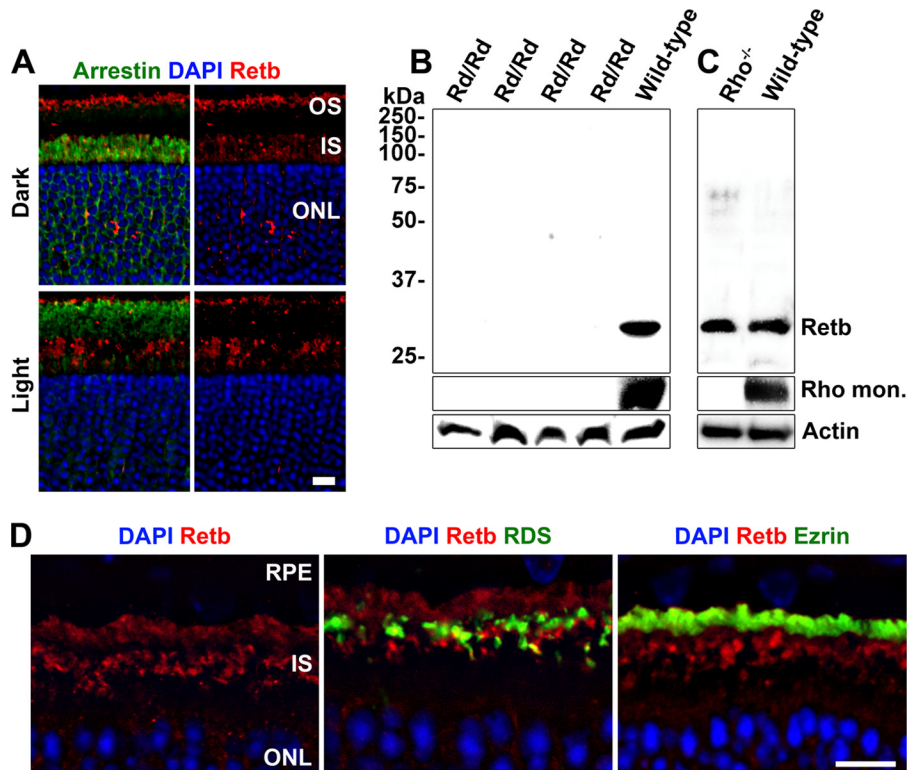 A
Arrestin DAPI Retb
OS
IS
ONL
Dark
Light
B
Rd/Rd
Rd/Rd
Rd/Rd
Rd/Rd
Wild-type
kDa
250-
150-
100-
75-
50-
37-
25-
C
Rho-/-
Wild-type
Retb
Rho mon.
Actin
D
DAPI Retb
RPE
IS
ONL
DAPI Retb RDS
DAPI Retb Ezrin